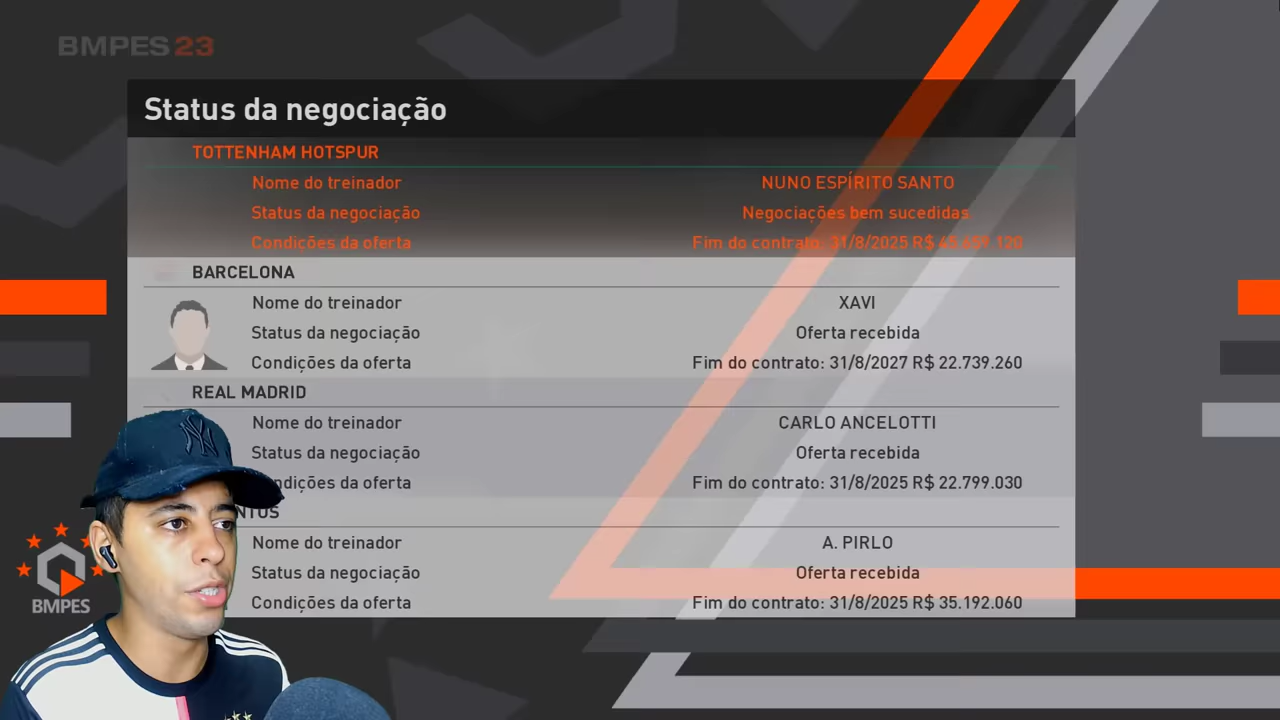 BMPES 23
Status da negociação
TOTTENHAM HOTSPUR
Nome do treinador NUNO ESPÍRITO SANTO
Status da negociação Negociações bem sucedidas
Condições da oferta Fim do contrato: 31/8/2025 R$
BARCELONA
Nome do treinador XAVI
Status da negociação Oferta recebida
Condições da oferta Fim do contrato: 31/8/2027 R$ 22.739.260
REAL MADRID
Nome do treinador CARLO ANCELOTTI
Status da negociação Oferta recebida
Condições da oferta Fim do contrato: 31/8/2025 R$ 22.799.030
NTUS
Nome do treinador A. PIRLO
Status da negociação Oferta recebida
Condições da oferta Fim do contrato: 31/8/2025 R$ 35.192.060
BMPES
NY